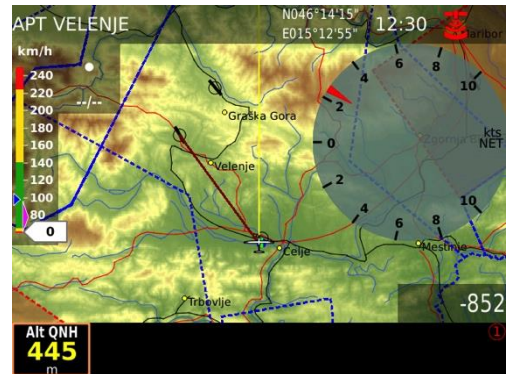 APT VELENJE
N046°14'15"
E015°12'55"
12:30
Maribor
km/h
240
220
200
180
160
140
120
100
80
0
--/--
Graška Gora
Velenje
Celje
Mestinje
Trbovlje
10
8
6
4
2
0
2
4
6
8
10
kts
NET
-852
Alt QNH
445
m
1